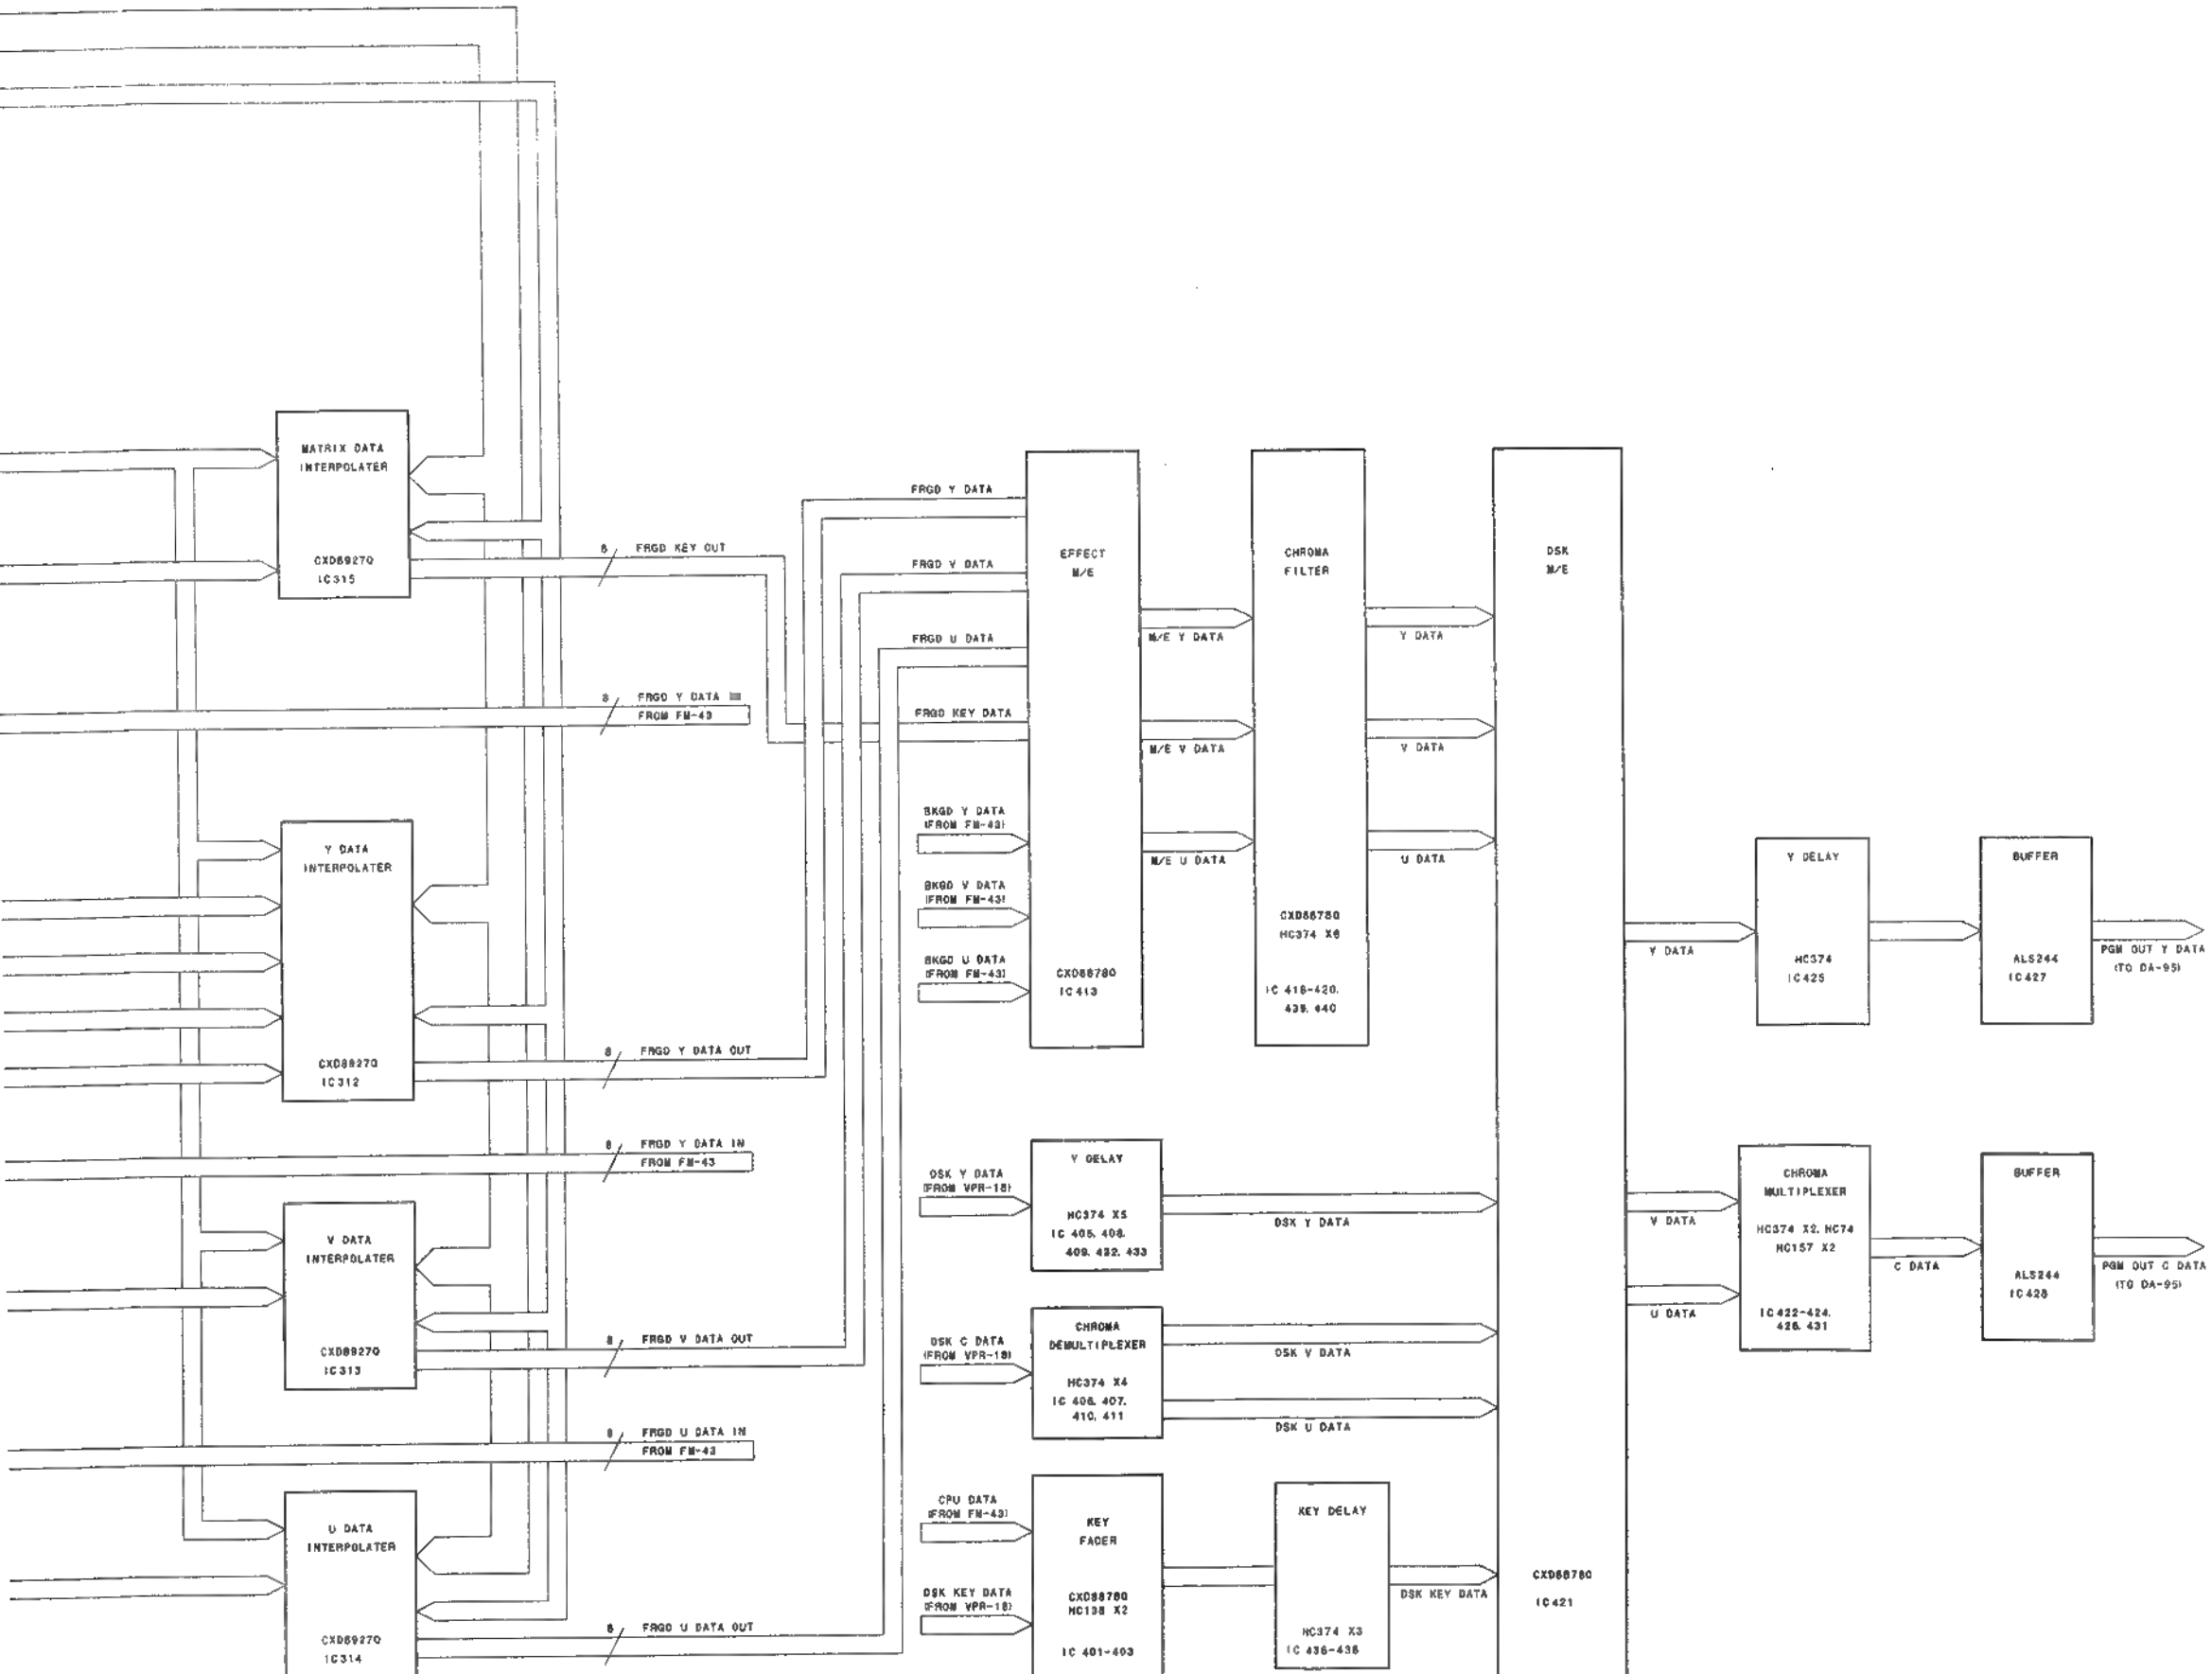 MATRIX DATA
INTERPOLATER
CXD8927Q
IC315
8
FRGD KEY OUT
8
FRGD Y DATA
FROM FM-43
Y DATA
INTERPOLATER
CXD8927Q
IC312
8
FRGD Y DATA OUT
8
FRGD Y DATA IN
FROM FM-43
V DATA
INTERPOLATER
CXD8927Q
IC313
8
FRGD V DATA OUT
8
FRGD U DATA IN
FROM FM-43
U DATA
INTERPOLATER
CXD8927Q
IC314
8
FRGD U DATA OUT
FRGD Y DATA
FRGD V DATA
FRGD U DATA
FRGD KEY DATA
BKGD Y DATA
(FROM FM-43)
BKGD V DATA
(FROM FM-43)
BKGD U DATA
(FROM FM-43)
EFFECT
M/E
CXD8878Q
IC413
M/E Y DATA
M/E V DATA
M/E U DATA
CHROMA
FILTER
CXD8878Q
HC374 X6
IC 416-420,
439, 440
Y DATA
V DATA
U DATA
DSK
M/E
CXD8878Q
IC421
DSK Y DATA
(FROM VPR-18)
Y DELAY
HC374 X5
IC 405, 408,
409, 432, 433
DSK Y DATA
DSK C DATA
(FROM VPR-18)
CHROMA
DEMULTIPLEXER
HC374 X4
IC 406, 407,
410, 411
DSK V DATA
DSK U DATA
CPU DATA
(FROM FM-43)
DSK KEY DATA
(FROM VPR-18)
KEY
FADER
CXD8878Q
HC138 X2
IC 401-403
KEY DELAY
HC374 X3
IC 436-438
DSK KEY DATA
Y DATA
Y DELAY
HC374
IC425
BUFFER
ALS244
IC427
PGM OUT Y DATA
(TO DA-95)
V DATA
U DATA
CHROMA
MULTIPLEXER
HC374 X2, HC74
HC157 X2
IC422-424,
426, 431
C DATA
BUFFER
ALS244
IC428
PGM OUT C DATA
(TO DA-95)